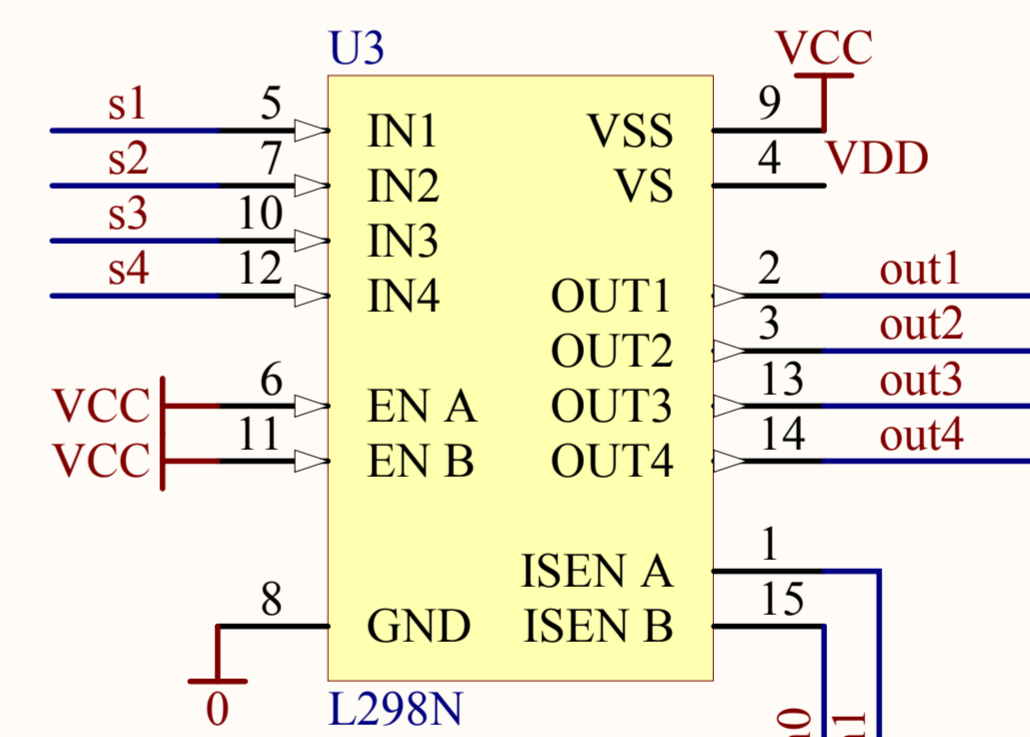 U3
VCC
s1 5 IN1 VSS 9
s2 7 IN2 VS 4 VDD
s3 10 IN3
s4 12 IN4 OUT1 2 out1
OUT2 3 out2
VCC 6 EN A OUT3 13 out3
VCC 11 EN B OUT4 14 out4
ISEN A 1
8 GND ISEN B 15
0 L298N